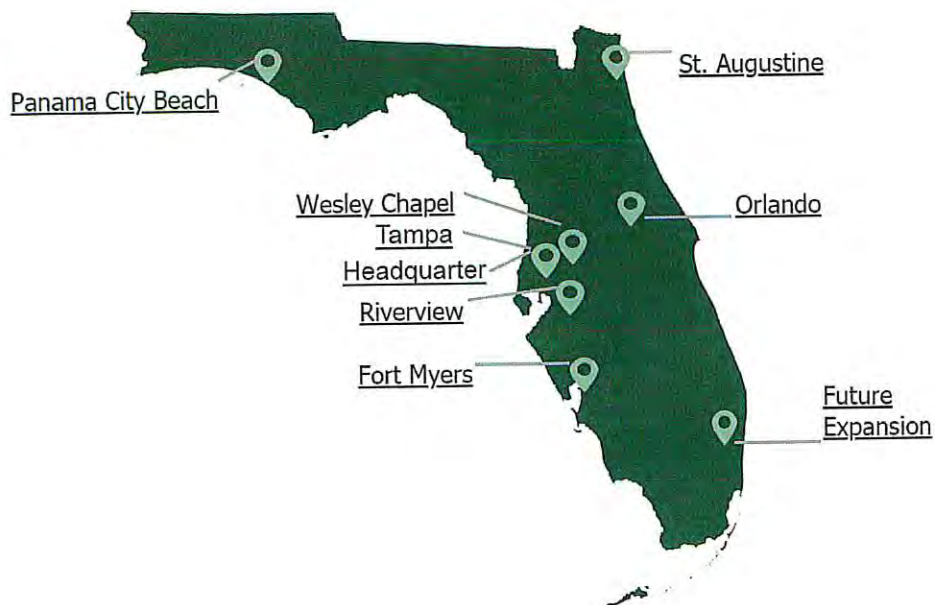 St. Augustine
Panama City Beach
Wesley Chapel
Orlando
Tampa
Headquarter
Riverview
Fort Myers
Future
Expansion